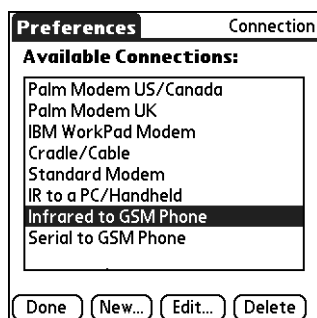 Preferences Connection
Available Connections:
Palm Modem US/Canada
Palm Modem UK
IBM WorkPad Modem
Cradle/Cable
Standard Modem
IR to a PC/Handheld
Infrared to GSM Phone
Serial to GSM Phone
Done New... Edit... Delete